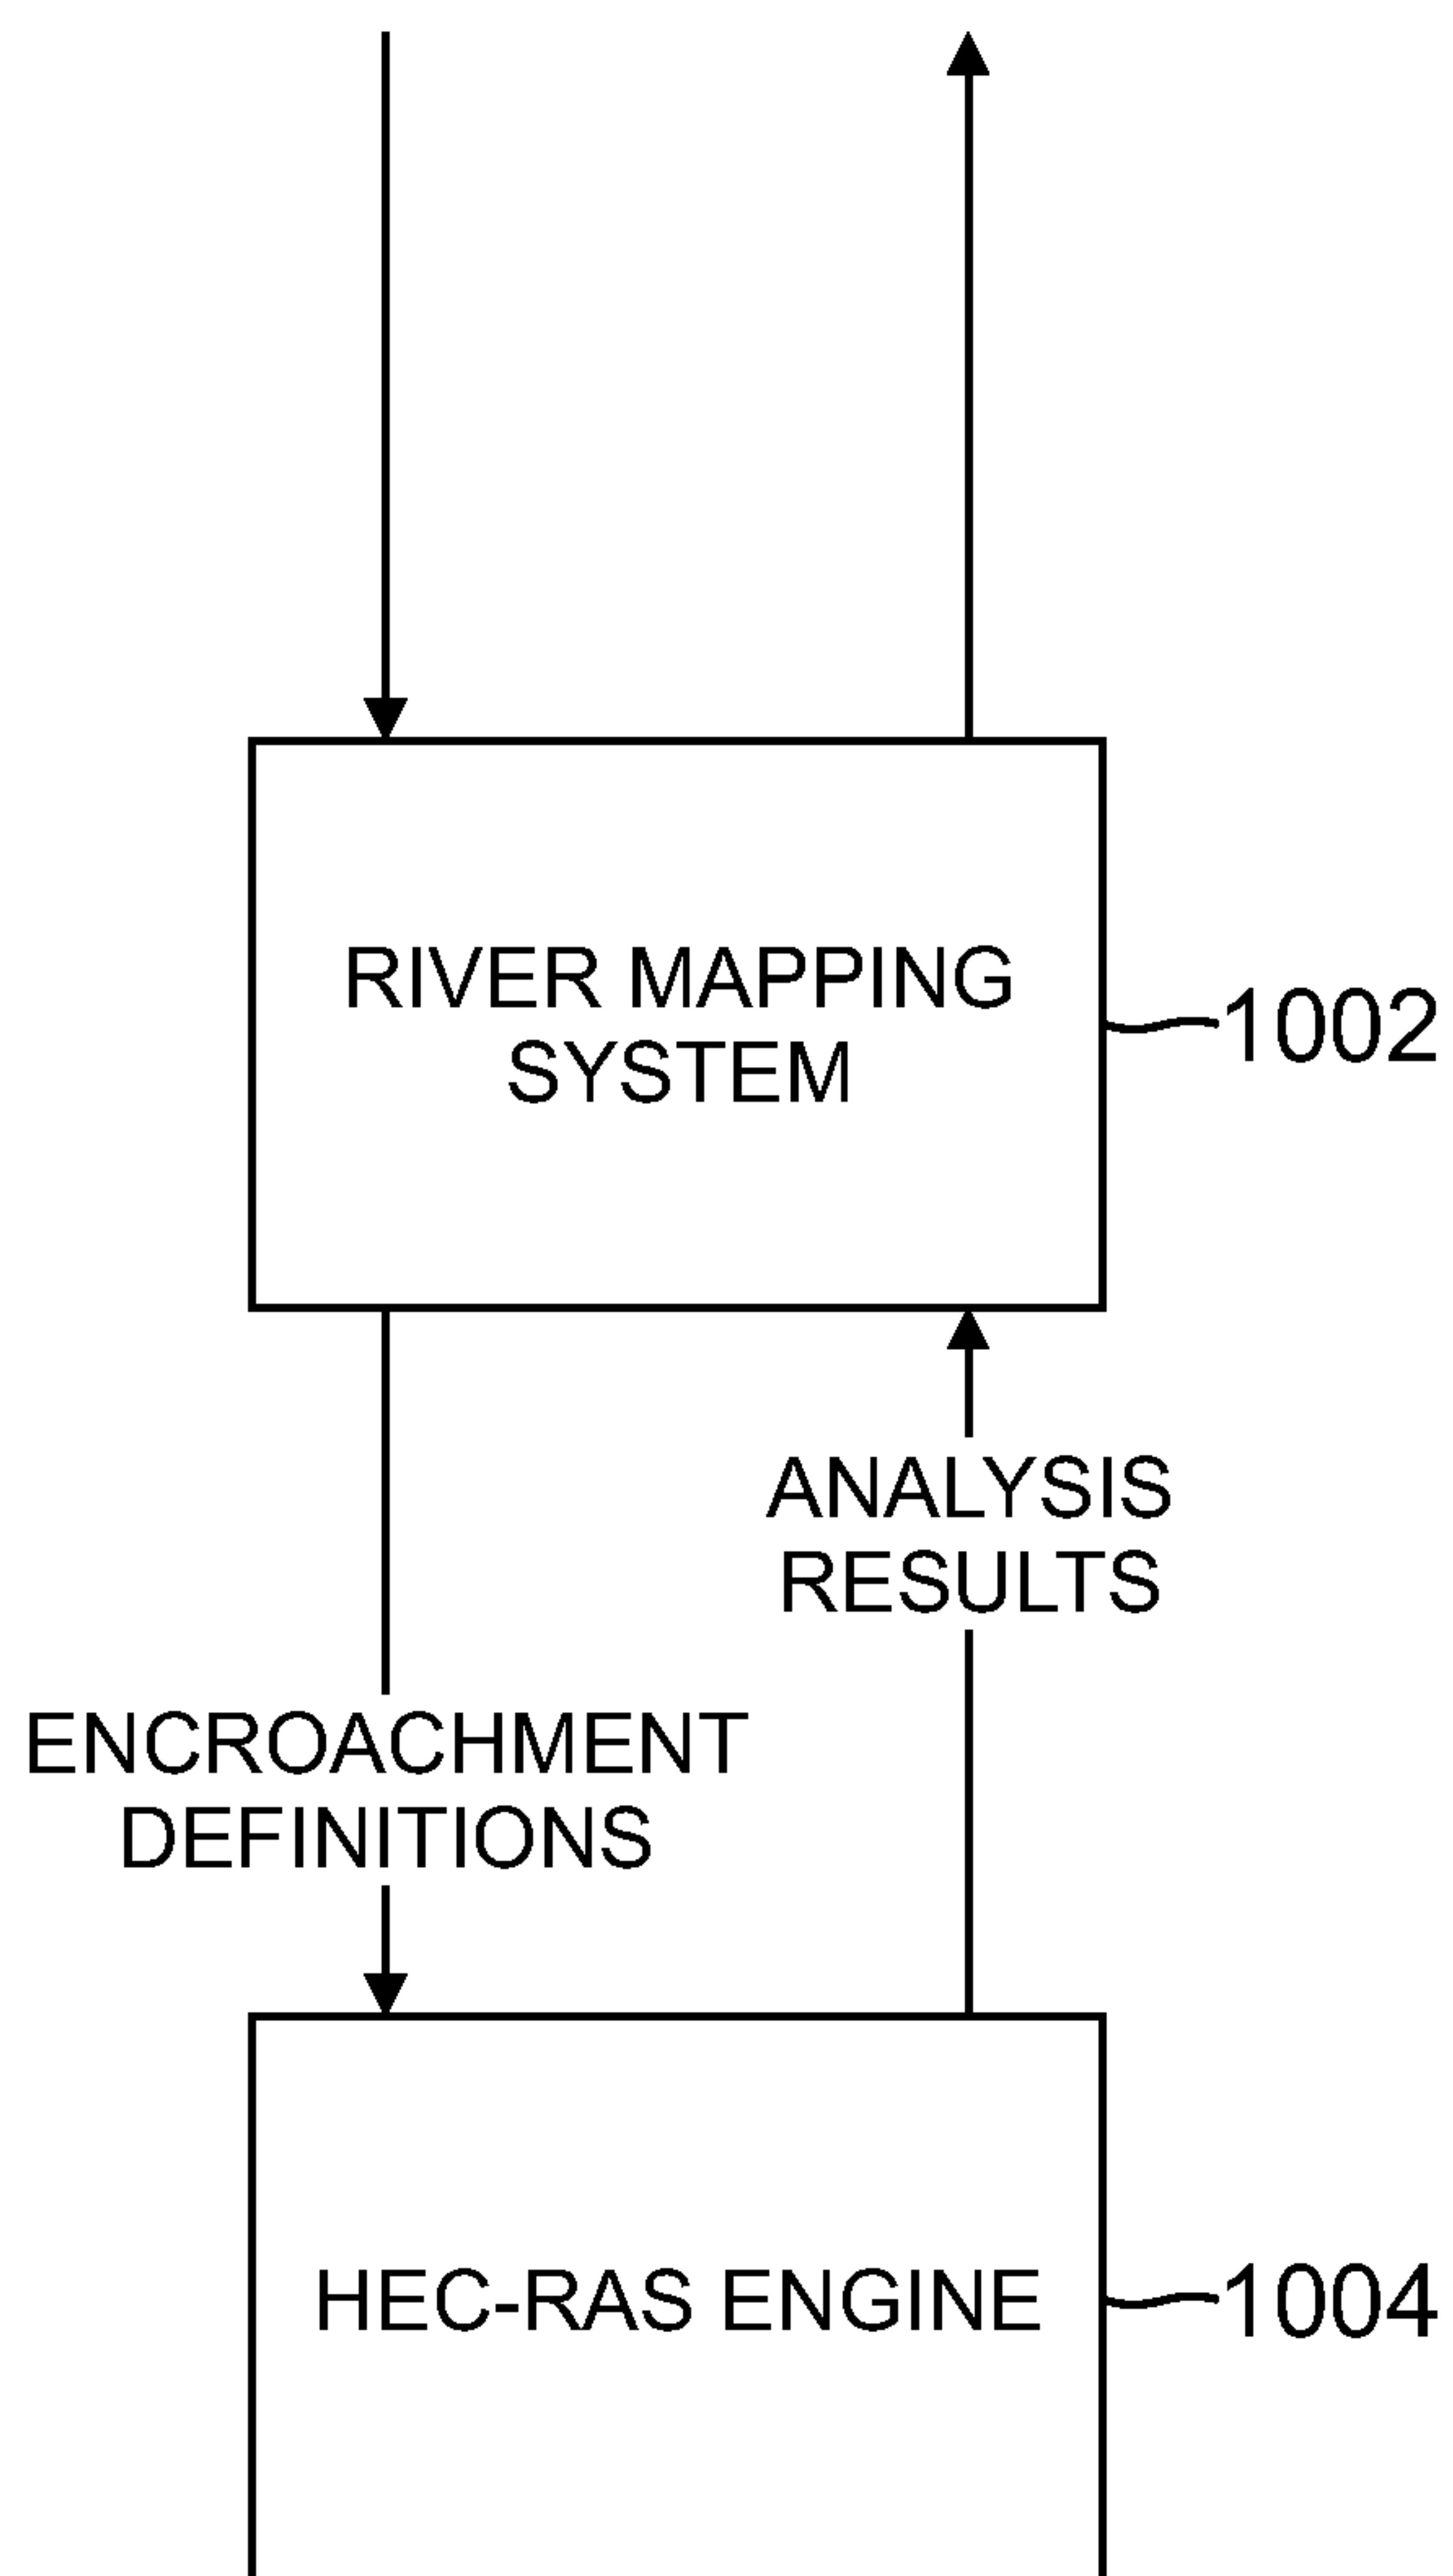 RIVER MAPPING
SYSTEM
1002
ANALYSIS
RESULTS
ENCROACHMENT
DEFINITIONS
HEC-RAS ENGINE
1004